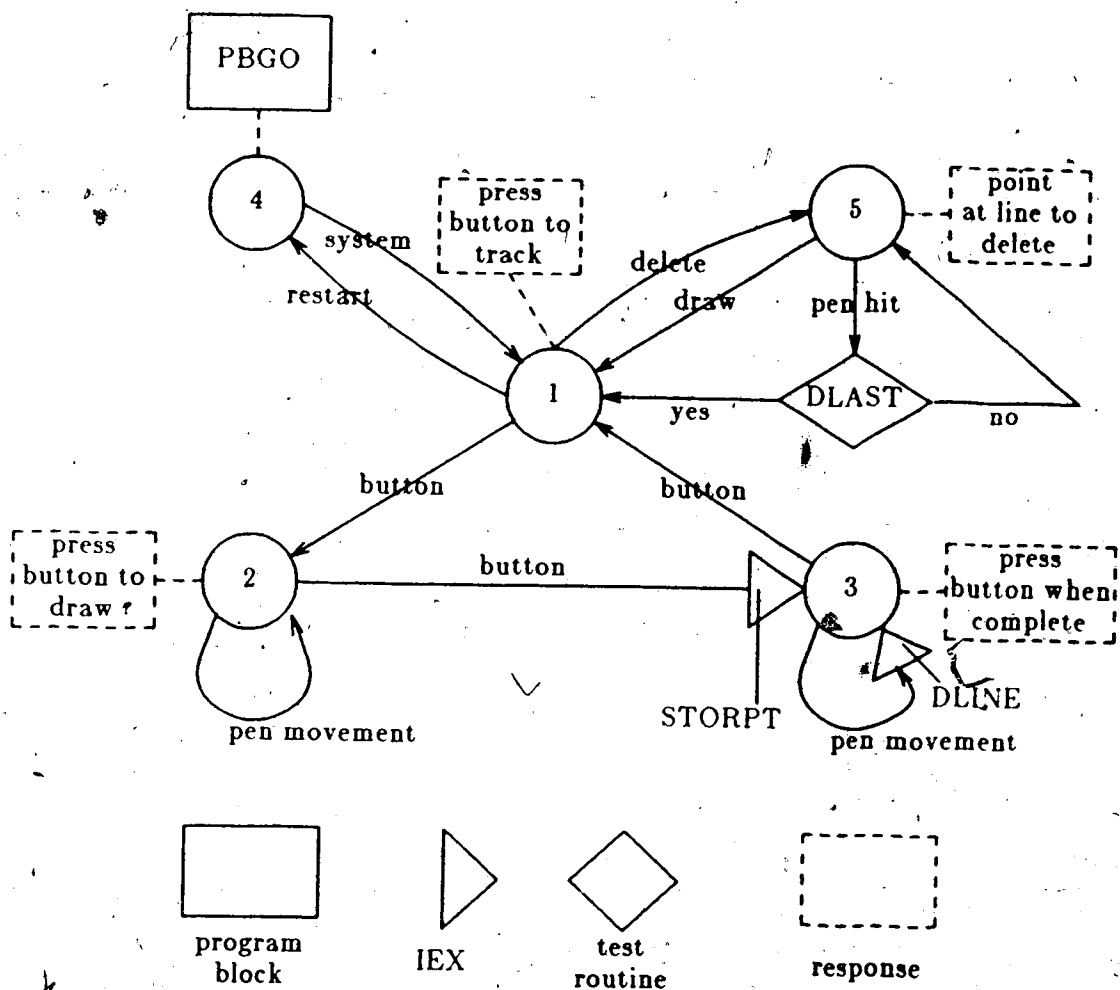 PBGO
4
press
button to
track
5
point
at line to
delete
system
restart
delete
draw
pen hit
1
DLAST
yes
no
button
button
press
button to
draw
2
button
3
press
button when
complete
STORPT
DLINE
pen movement
pen movement
program
block
IEX
test
routine
response